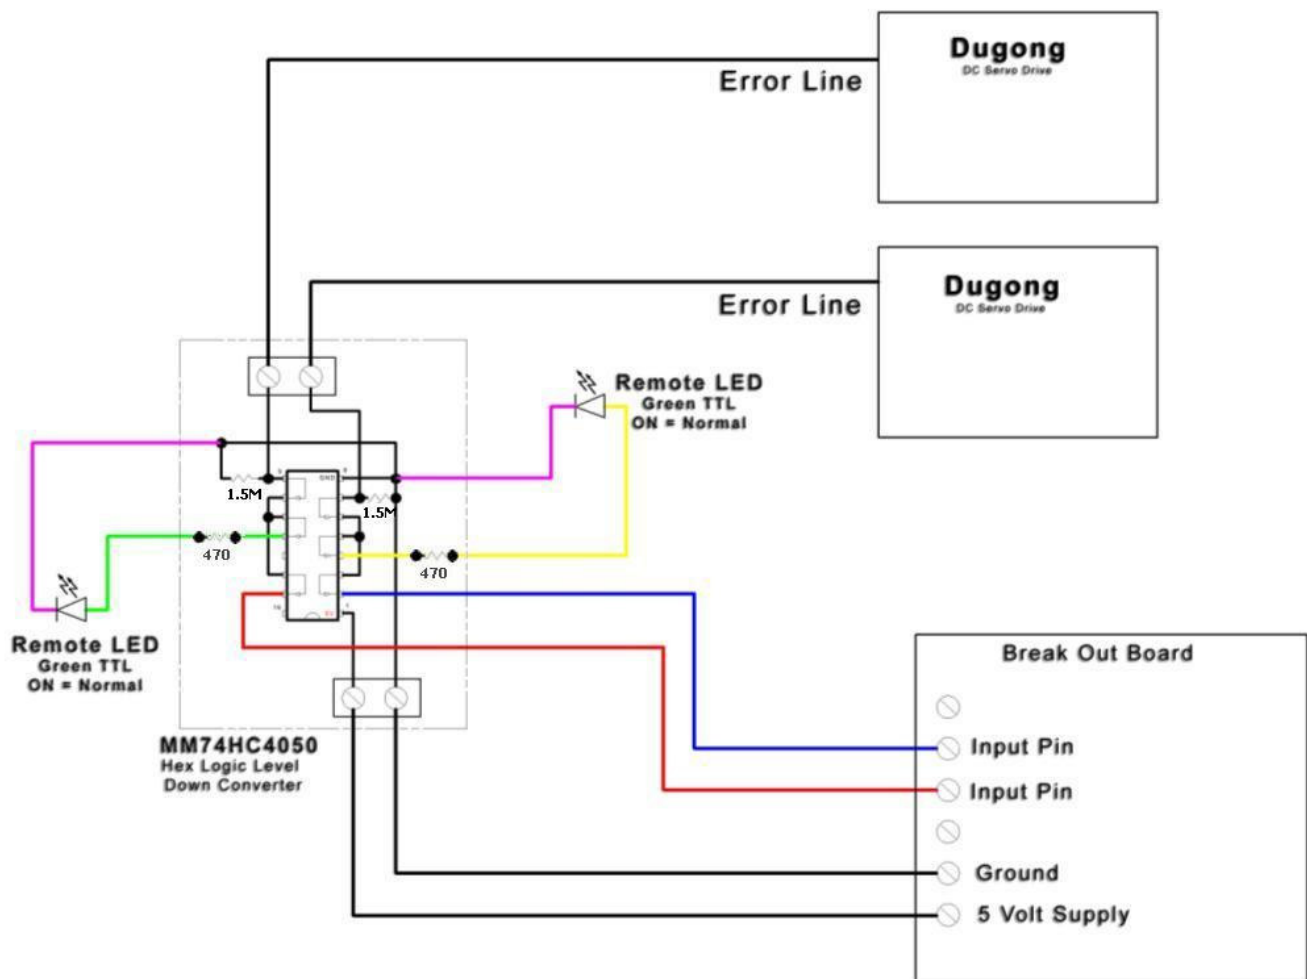 Dugong
DC Servo Drive
Error Line
Dugong
DC Servo Drive
Error Line
Remote LED
Green TTL
ON = Normal
GND
1.5M
1.5M
470
470
Remote LED
Green TTL
ON = Normal
MM74HC4050
Hex Logic Level
Down Converter
Break Out Board
Input Pin
Input Pin
Ground
5 Volt Supply